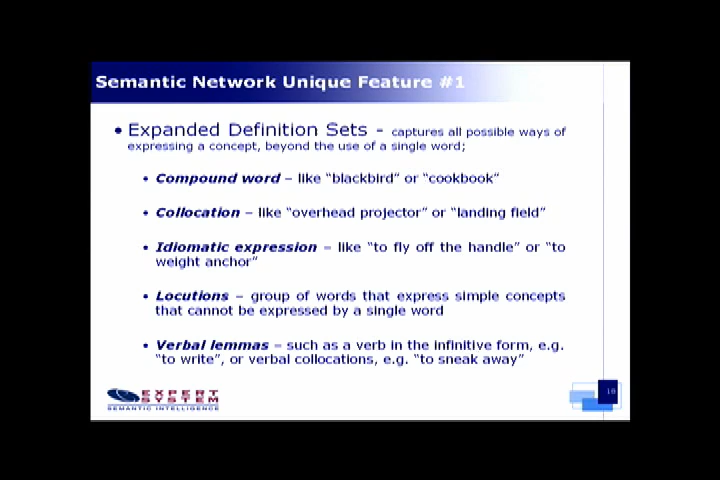 Semantic Network Unique Feature #1
• Expanded Definition Sets - captures all possible ways of
expressing a concept, beyond the use of a single word;
• Compound word – like “blackbird” or “cookbook”
• Collocation – like “overhead projector” or “landing field”
• Idiomatic expression – like “to fly off the handle” or “to
weight anchor”
• Locutions – group of words that express simple concepts
that cannot be expressed by a single word
• Verbal lemmas – such as a verb in the infinitive form, e.g.
“to write”, or verbal collocations, e.g. “to sneak away”
EXPERT
SYSTEM
SEMANTIC INTELLIGENCE